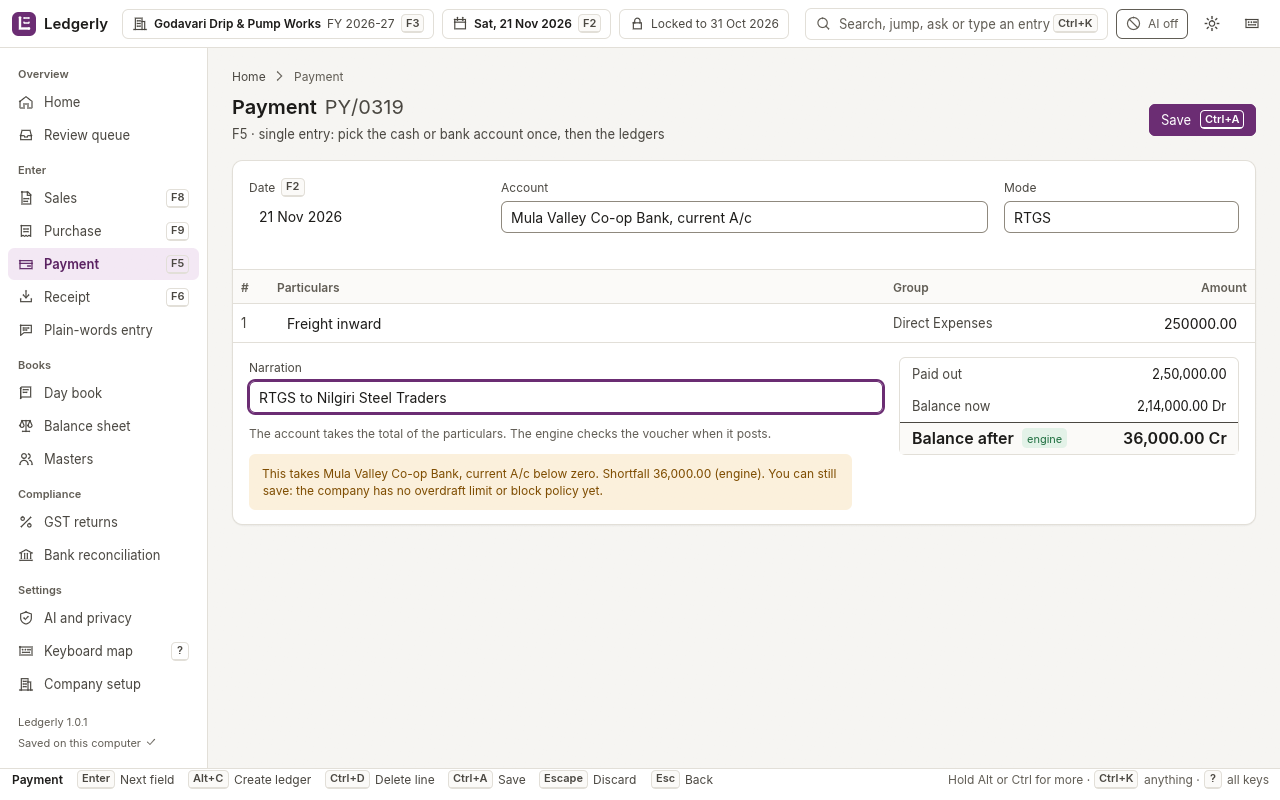 Ledgerly
Godavari Drip & Pump Works FY 2026-27 F3
Sat, 21 Nov 2026 F2
Locked to 31 Oct 2026
Search, jump, ask or type an entry Ctrl+K
AI off
Overview
Home
Review queue
Enter
Sales F8
Purchase F9
Payment F5
Receipt F6
Plain-words entry
Books
Day book
Balance sheet
Masters
Compliance
GST returns
Bank reconciliation
Settings
AI and privacy
Keyboard map ?
Company setup
Ledgerly 1.0.1
Saved on this computer
Home Payment
Payment PY/0319
F5 · single entry: pick the cash or bank account once, then the ledgers
Save Ctrl+A
Date F2 Account Mode
21 Nov 2026 Mula Valley Co-op Bank, current A/c RTGS
# Particulars Group Amount
1 Freight inward Direct Expenses 250000.00
Narration
RTGS to Nilgiri Steel Traders
The account takes the total of the particulars. The engine checks the voucher when it posts.
This takes Mula Valley Co-op Bank, current A/c below zero. Shortfall 36,000.00 (engine). You can still
save: the company has no overdraft limit or block policy yet.
Paid out 2,50,000.00
Balance now 2,14,000.00 Dr
Balance after engine 36,000.00 Cr
Payment Enter Next field Alt+C Create ledger Ctrl+D Delete line Ctrl+A Save Escape Discard Esc Back
Hold Alt or Ctrl for more · Ctrl+K anything · ? all keys